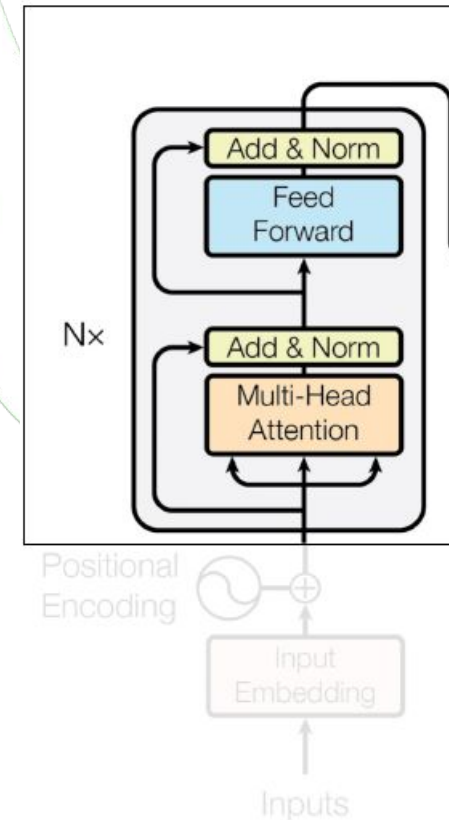 Add & Norm
Feed
Forward
Nx
Add & Norm
Multi-Head
Attention
Positional
Encoding
Input
Embedding
Inputs